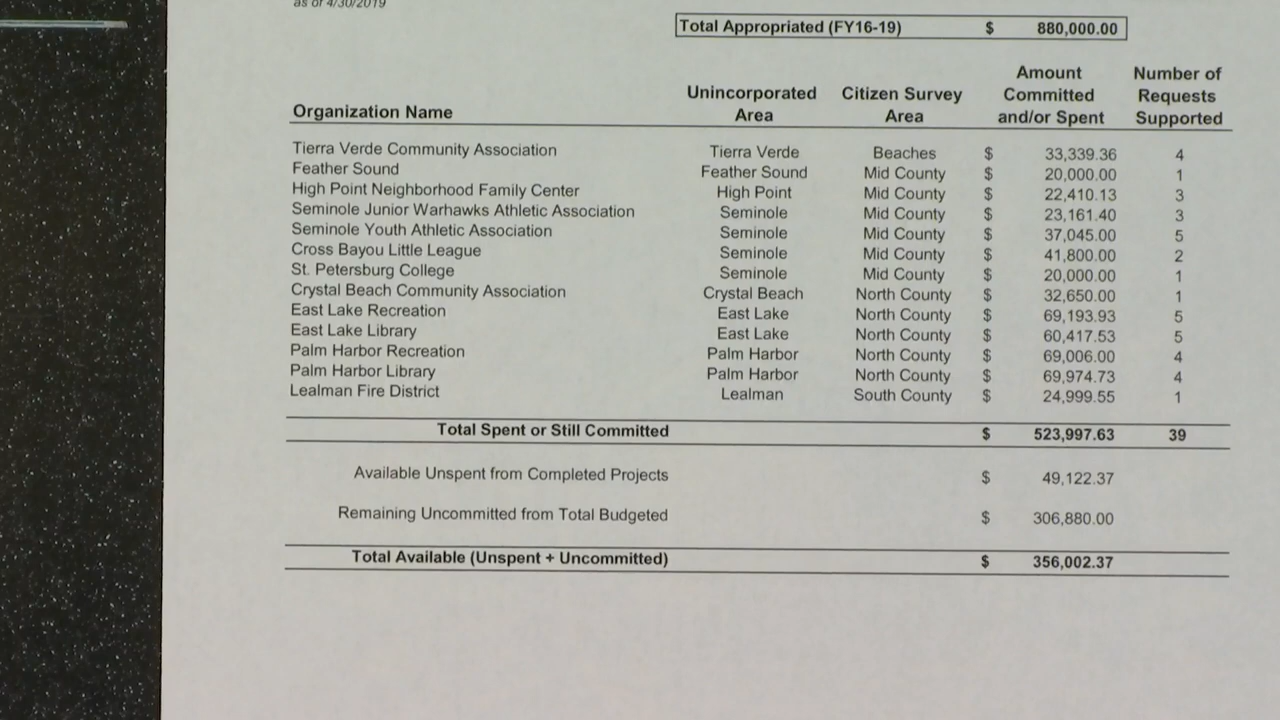 as of 4/30/2019
Total Appropriated (FY16-19) $ 880,000.00
Organization Name Unincorporated Area Citizen Survey Area Amount Committed and/or Spent Number of Requests Supported
Tierra Verde Community Association Tierra Verde Beaches $ 33,339.36 4
Feather Sound Feather Sound Mid County $ 20,000.00 1
High Point Neighborhood Family Center High Point Mid County $ 22,410.13 3
Seminole Junior Warhawks Athletic Association Seminole Mid County $ 23,161.40 3
Seminole Youth Athletic Association Seminole Mid County $ 37,045.00 5
Cross Bayou Little League Seminole Mid County $ 41,800.00 2
St. Petersburg College Seminole Mid County $ 20,000.00 1
Crystal Beach Community Association Crystal Beach North County $ 32,650.00 1
East Lake Recreation East Lake North County $ 69,193.93 5
East Lake Library East Lake North County $ 60,417.53 5
Palm Harbor Recreation Palm Harbor North County $ 69,006.00 4
Palm Harbor Library Palm Harbor North County $ 69,974.73 4
Lealman Fire District Lealman South County $ 24,999.55 1
Total Spent or Still Committed $ 523,997.63 39
Available Unspent from Completed Projects $ 49,122.37
Remaining Uncommitted from Total Budgeted $ 306,880.00
Total Available (Unspent + Uncommitted) $ 356,002.37